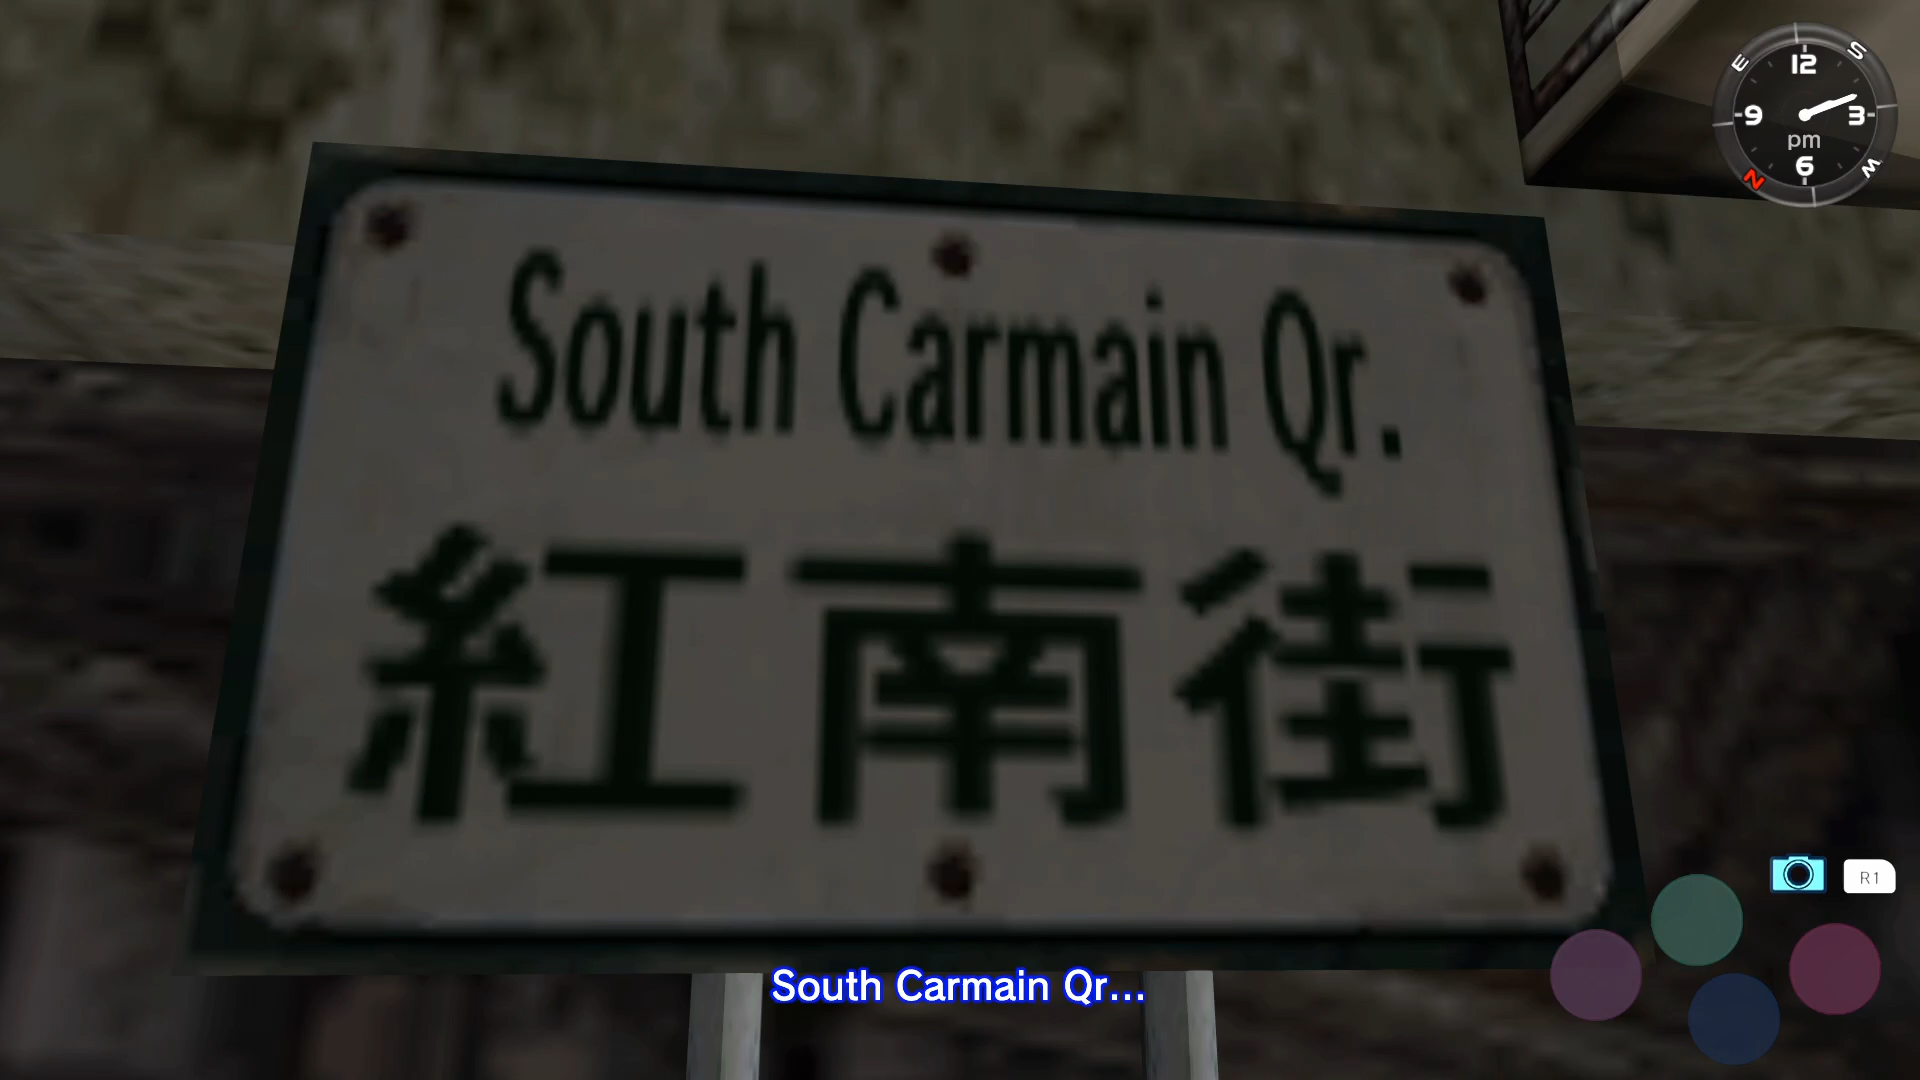 E
S
12
9
3
pm
6
N
W
South Carmain Qr.
紅南街
R1
South Carmain Qr...